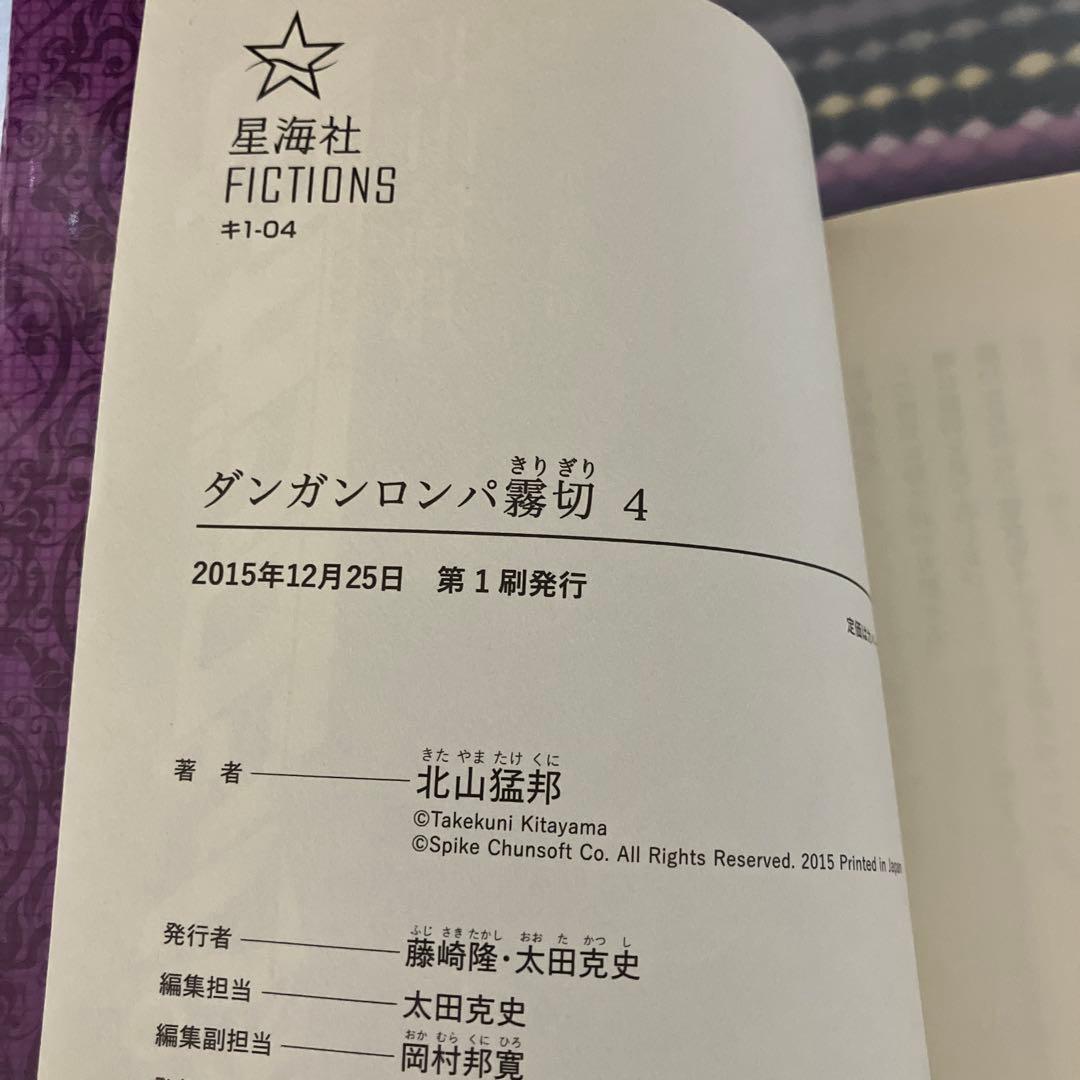 星海社
FICTIONS
キ1-04
きりぎり
ダンガンロンパ霧切 4
2015年12月25日 第1刷発行
定価は
きたやまたけくに
著者 北山猛邦
©Takekuni Kitayama
©Spike Chunsoft Co. All Rights Reserved. 2015 Printed in Japan
ふじさきたかし おおたかつし
発行者 藤崎隆・太田克史
編集担当 太田克史
おかむらくにひろ
編集副担当 岡村邦寛